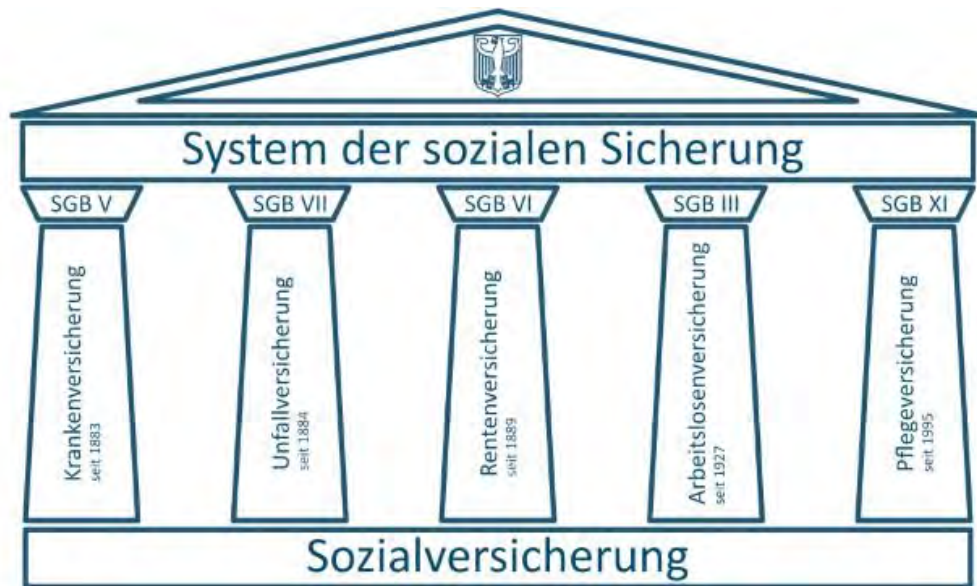 System der sozialen Sicherung
SGB V
SGB VII
SGB VI
SGB III
SGB XI
Krankenversicherung
seit 1883
Unfallversicherung
seit 1884
Rentenversicherung
seit 1889
Arbeitslosenversicherung
seit 1927
Pflegeversicherung
seit 1995
Sozialversicherung